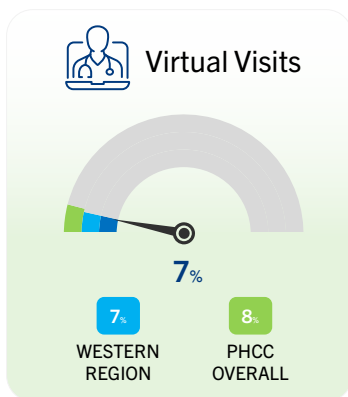 Virtual Visits
7%
7%
8%
WESTERN
REGION
PHCC
OVERALL